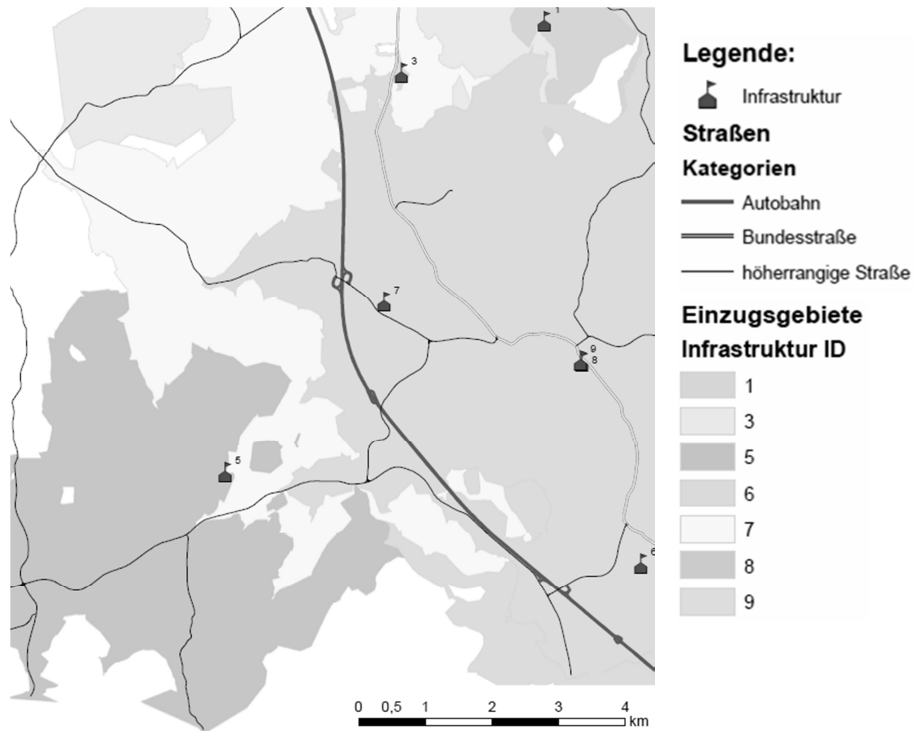 1
3
7
9
8
5
6
0 0,5 1 2 3 4
km
Legende:
Infrastruktur
Straßen
Kategorien
Autobahn
Bundesstraße
höherrangige Straße
Einzugsgebiete
Infrastruktur ID
1
3
5
6
7
8
9